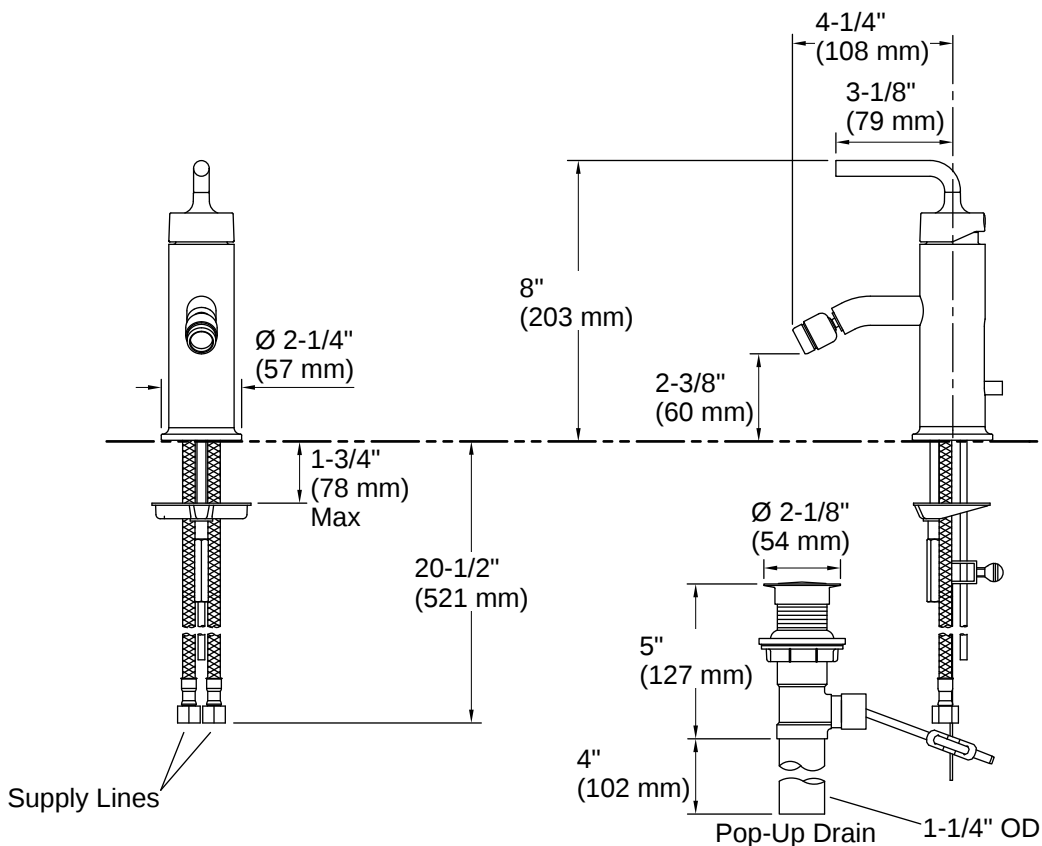 4-1/4"
(108 mm)
3-1/8"
(79 mm)
8"
(203 mm)
Ø 2-1/4"
(57 mm)
2-3/8"
(60 mm)
1-3/4"
(78 mm)
Max
Ø 2-1/8"
(54 mm)
20-1/2"
(521 mm)
5"
(127 mm)
4"
(102 mm)
Supply Lines
Pop-Up Drain
1-1/4" OD